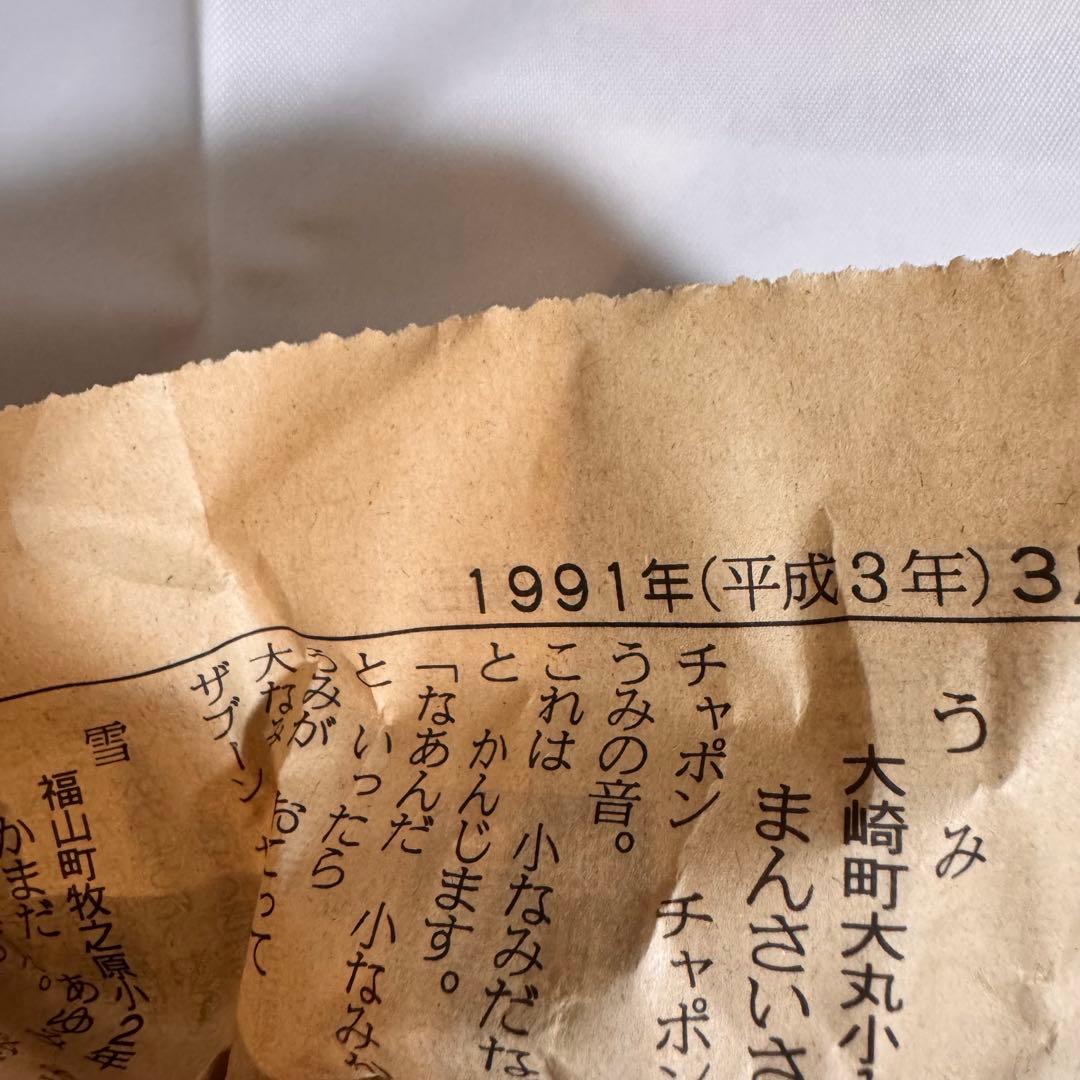 1991年(平成3年)3
うみ
大崎町大丸小
まんさいさ
チャポン　チャポン
うみの音。
これは　小なみだな
と　かんじます。
「なあんだ　小なみ
と　いったら
うみが　おこって
大なみ
ザブーン
雪
福山町牧之原小2年
かまだ　あゆ